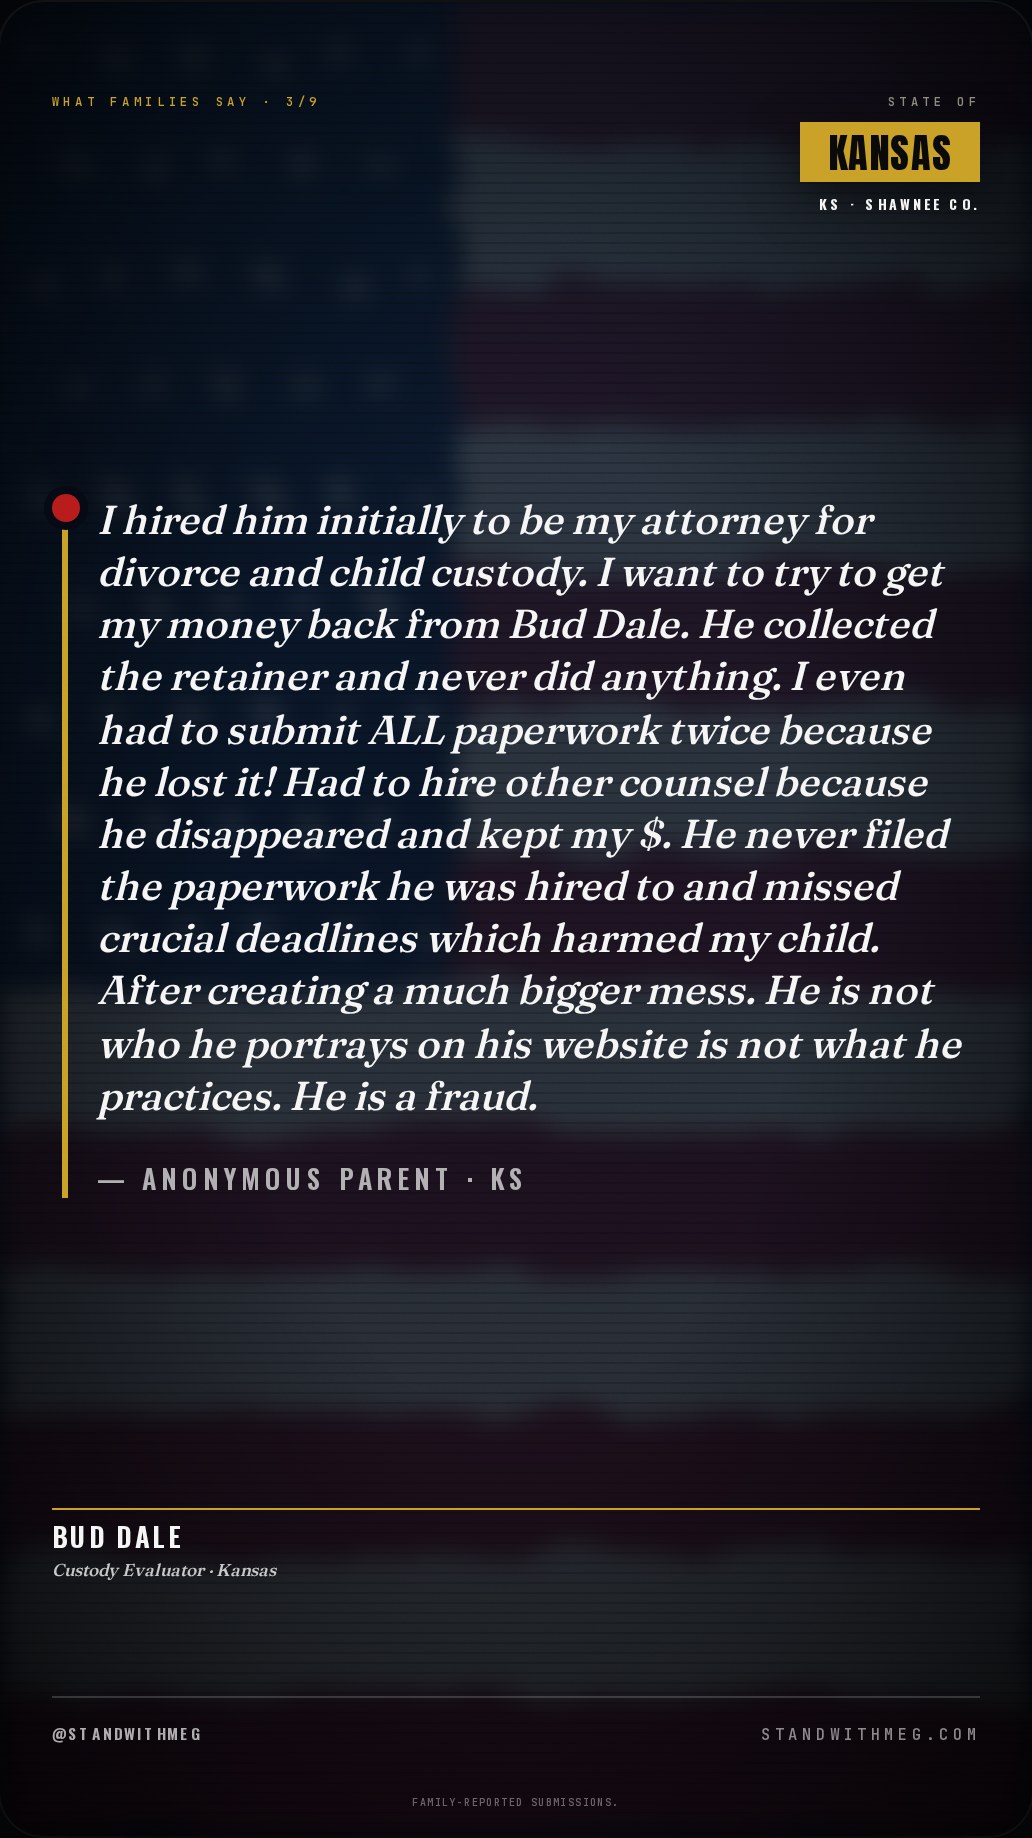 WHAT FAMILIES SAY · 3/9
STATE OF
KANSAS
KS · SHAWNEE CO.
I hired him initially to be my attorney for
divorce and child custody. I want to try to get
my money back from Bud Dale. He collected
the retainer and never did anything. I even
had to submit ALL paperwork twice because
he lost it! Had to hire other counsel because
he disappeared and kept my $. He never filed
the paperwork he was hired to and missed
crucial deadlines which harmed my child.
After creating a much bigger mess. He is not
who he portrays on his website is not what he
practices. He is a fraud.
— ANONYMOUS PARENT · KS
BUD DALE
Custody Evaluator · Kansas
@STANDWITHMEG
STANDWITHMEG.COM
FAMILY-REPORTED SUBMISSIONS.